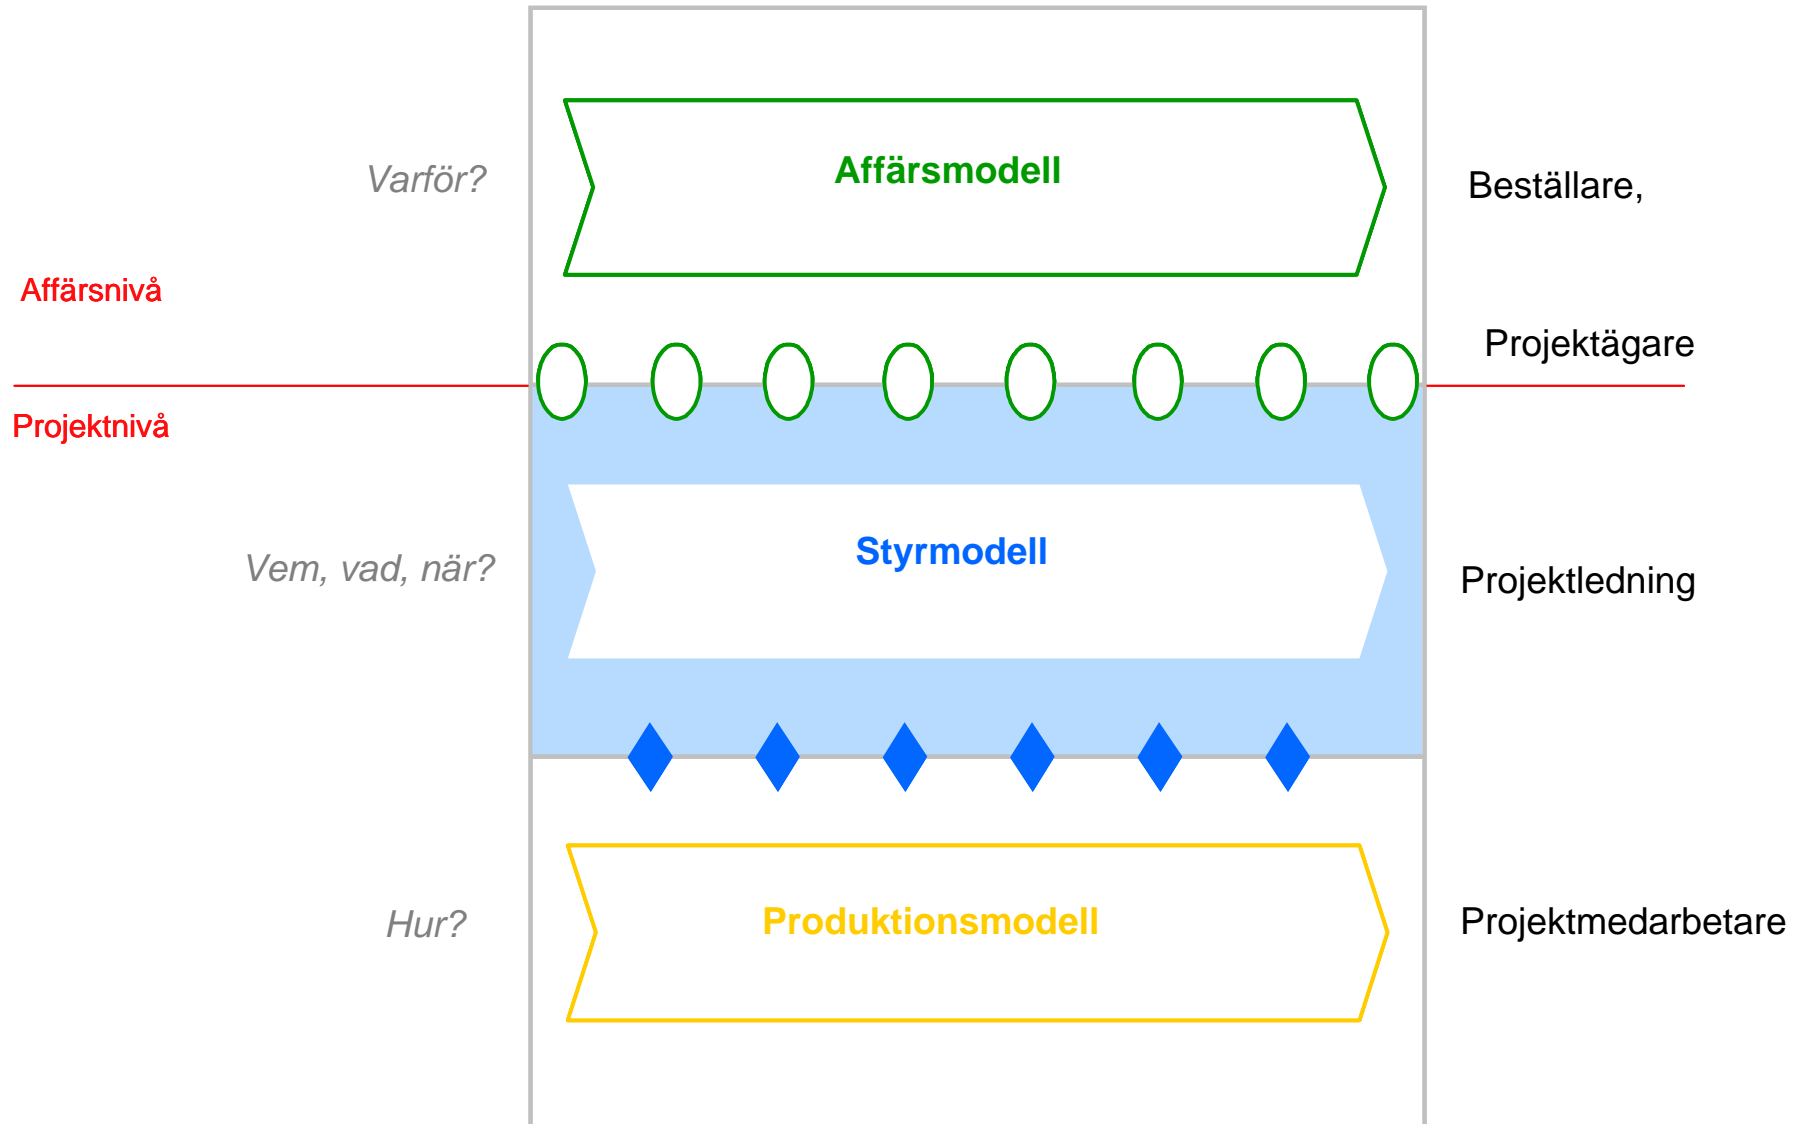 Varför?
Affärsmodell
Beställare,
Affärsnivå
Projektägare
Projektnivå
Vem, vad, när?
Styrmodell
Projektledning
Hur?
Produktionsmodell
Projektmedarbetare